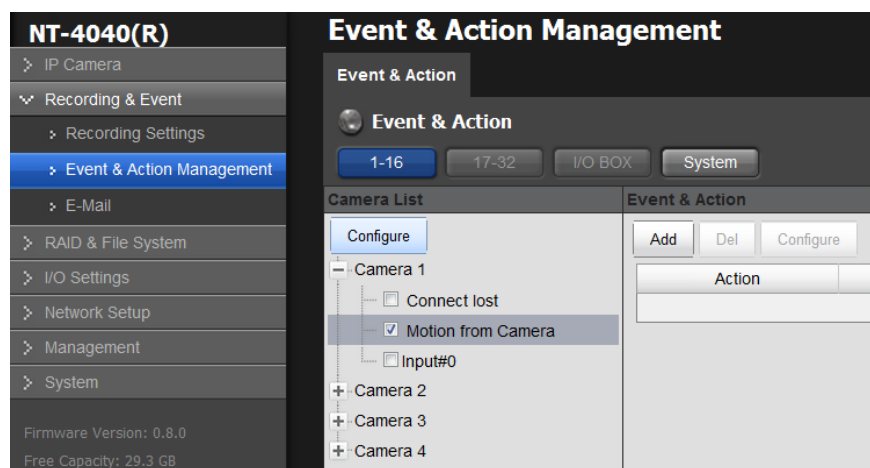 NT-4040(R)
IP Camera
Recording & Event
Recording Settings
Event & Action Management
E-Mail
RAID & File System
I/O Settings
Network Setup
Management
System
Firmware Version: 0.8.0
Free Capacity: 29.3 GB
Event & Action Management
Event & Action
Event & Action
1-16 17-32 I/O BOX System
Camera List
Configure
Camera 1
Connect lost
Motion from Camera
Input#0
Camera 2
Camera 3
Camera 4
Event & Action
Add Del Configure
Action